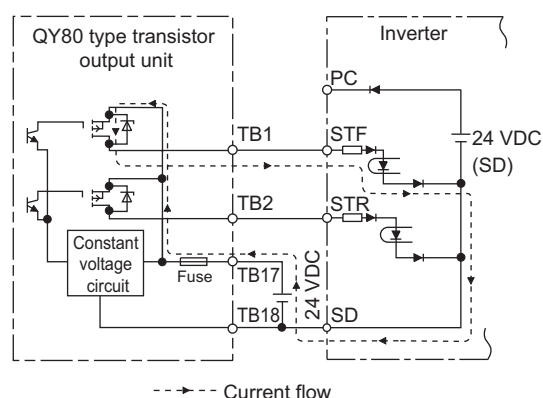 QY80 type transistor
output unit
Inverter
PC
TB1
STF
24 VDC
(SD)
TB2
STR
Constant
voltage
circuit
Fuse
TB17
24 VDC
TB18
SD
Current flow